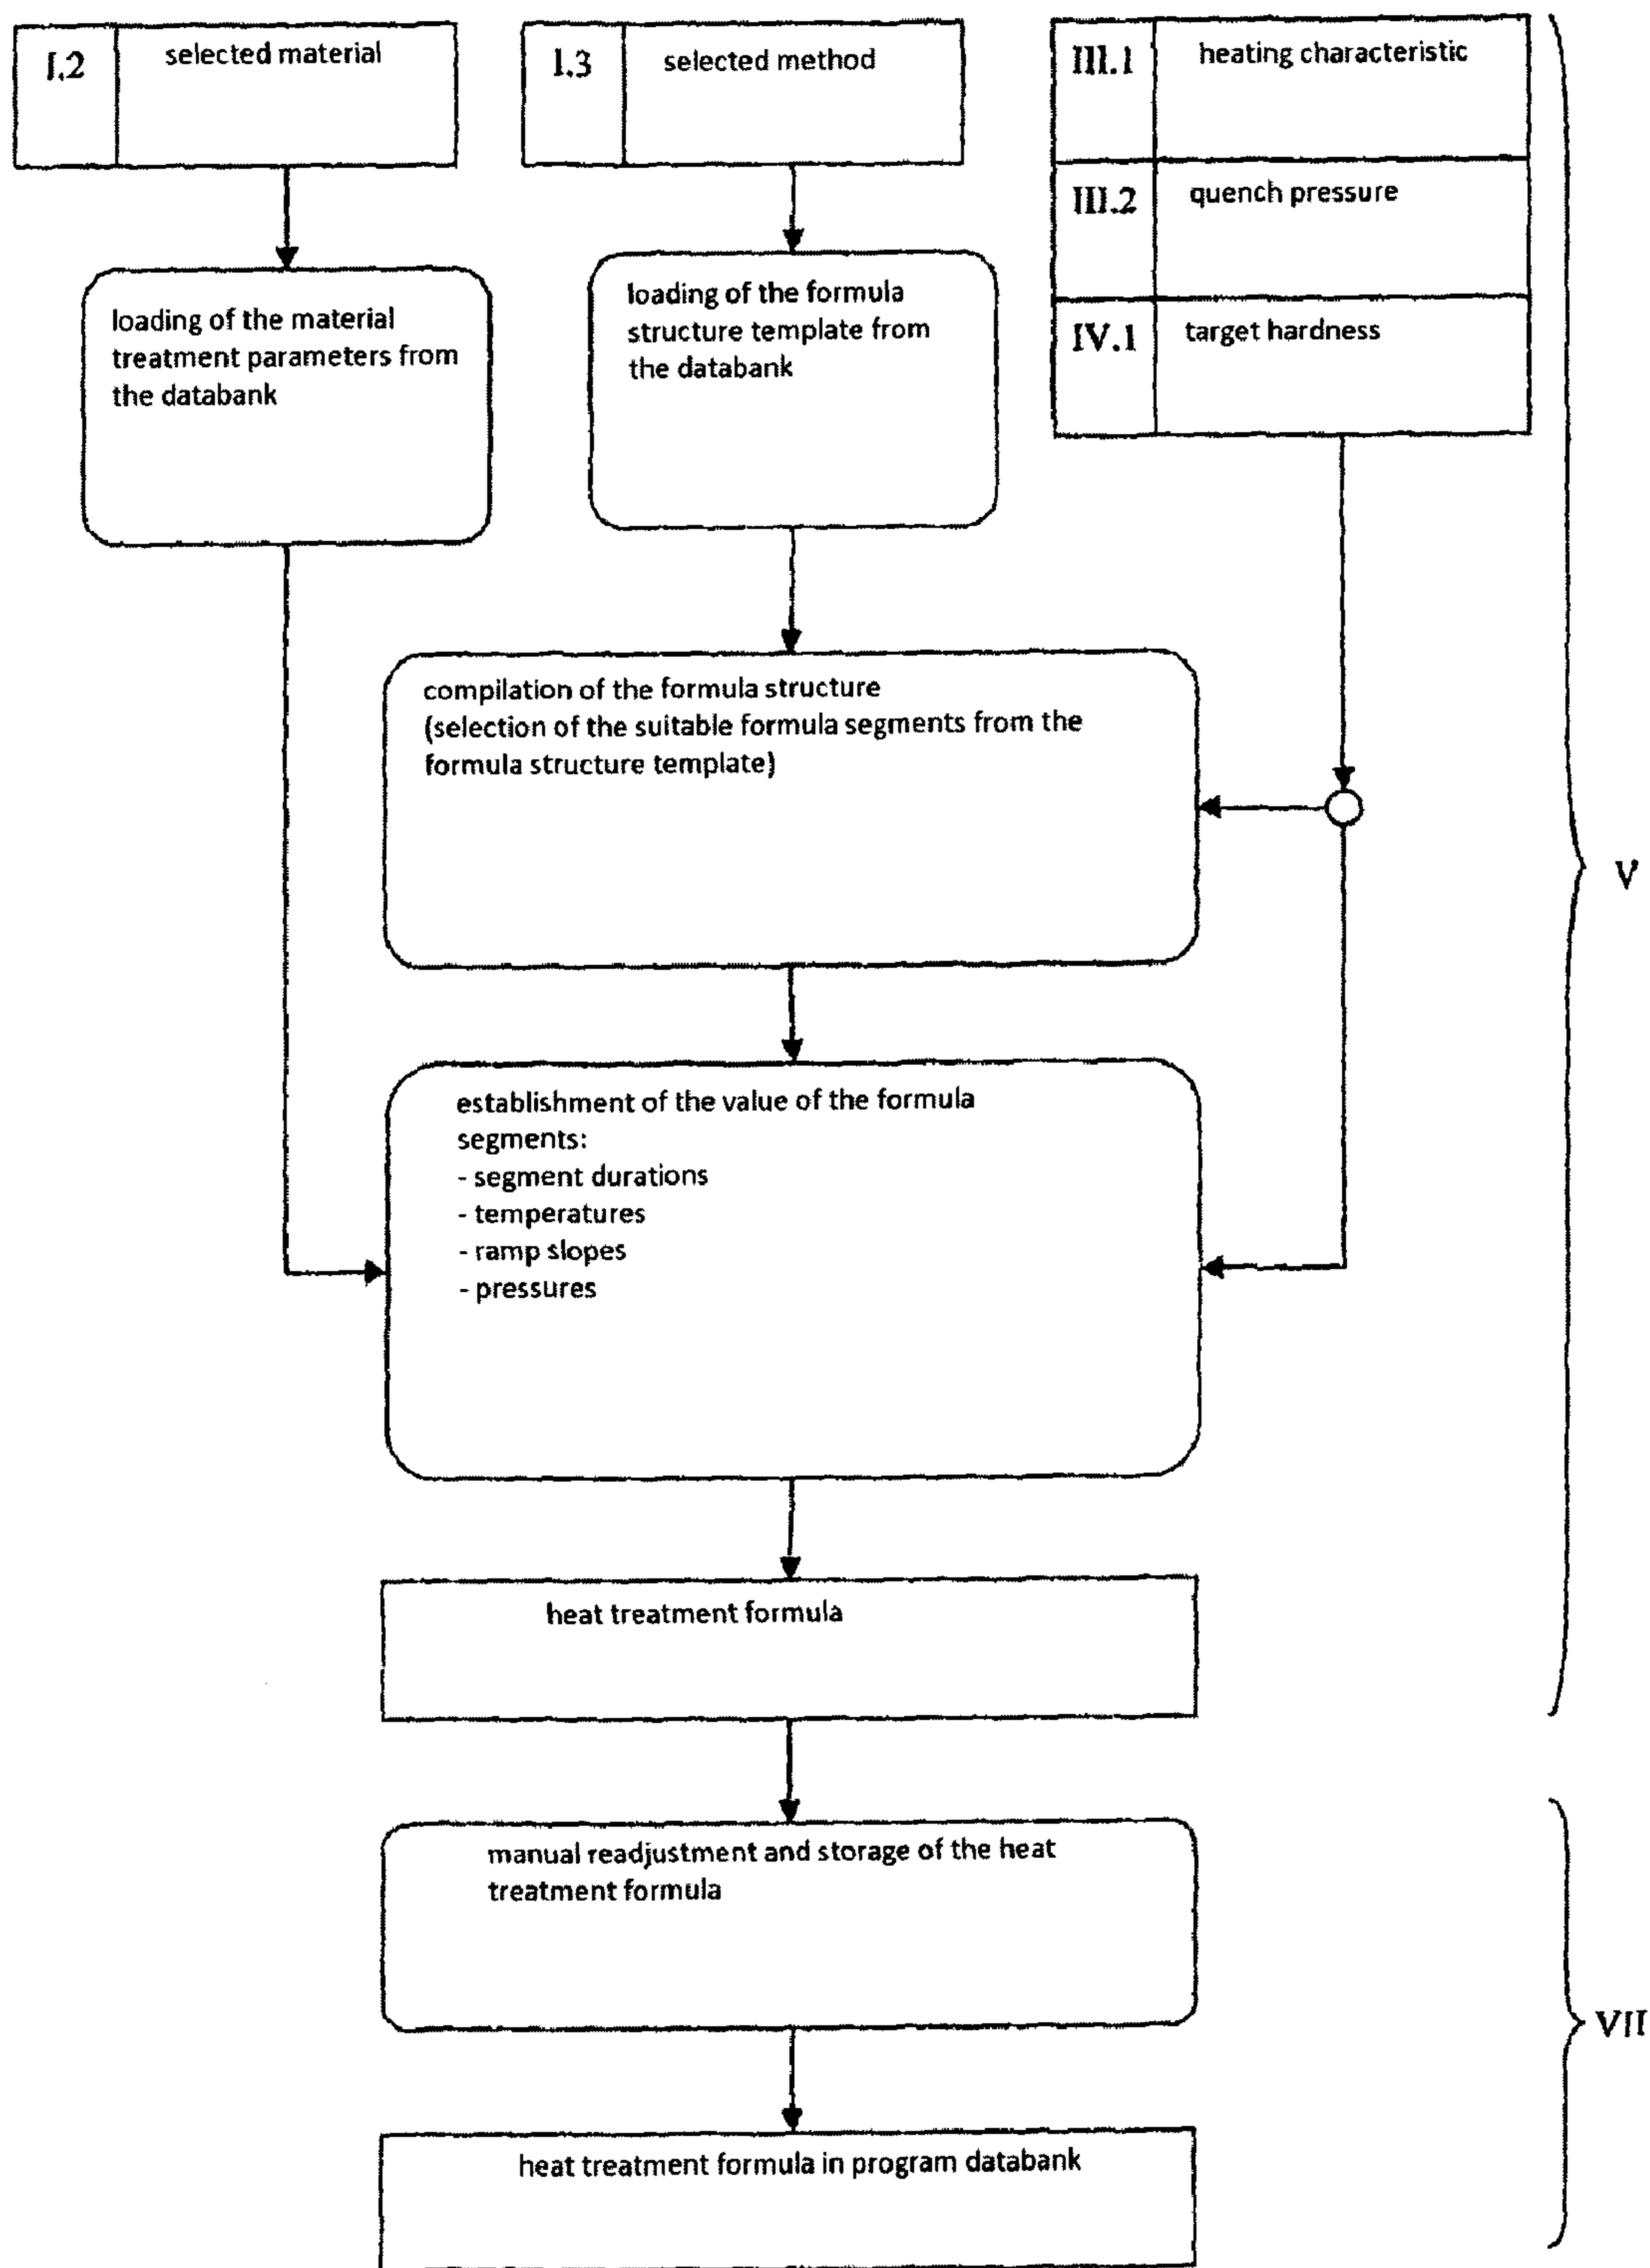 I.2
selected material
I.3
selected method
III.1
heating characteristic
III.2
quench pressure
IV.1
target hardness
loading of the material
treatment parameters from
the databank
loading of the formula
structure template from
the databank
compilation of the formula structure
(selection of the suitable formula segments from the
formula structure template)
V
establishment of the value of the formula
segments:
- segment durations
- temperatures
- ramp slopes
- pressures
heat treatment formula
manual readjustment and storage of the heat
treatment formula
VII
heat treatment formula in program databank